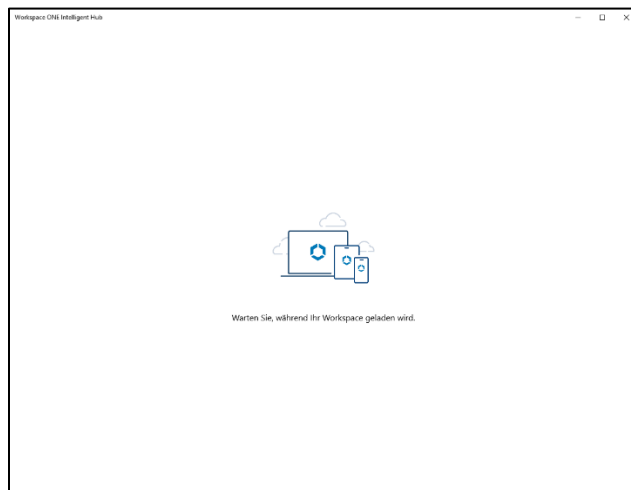 Workspace ONE Intelligent Hub
Warten Sie, während Ihr Workspace geladen wird.